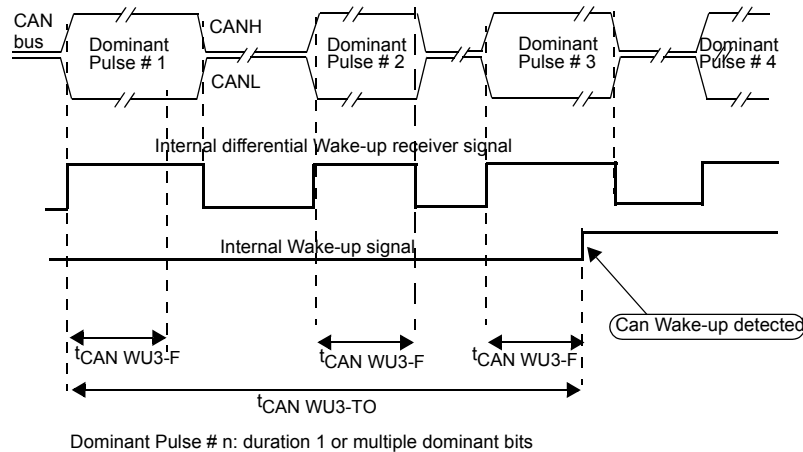 CAN
bus
CANH
CANL
Dominant
Pulse # 1
Dominant
Pulse # 2
Dominant
Pulse # 3
Dominant
Pulse # 4
Internal differential Wake-up receiver signal
Internal Wake-up signal
Can Wake-up detected
tCAN WU3-F
tCAN WU3-F
tCAN WU3-F
tCAN WU3-TO
Dominant Pulse # n: duration 1 or multiple dominant bits